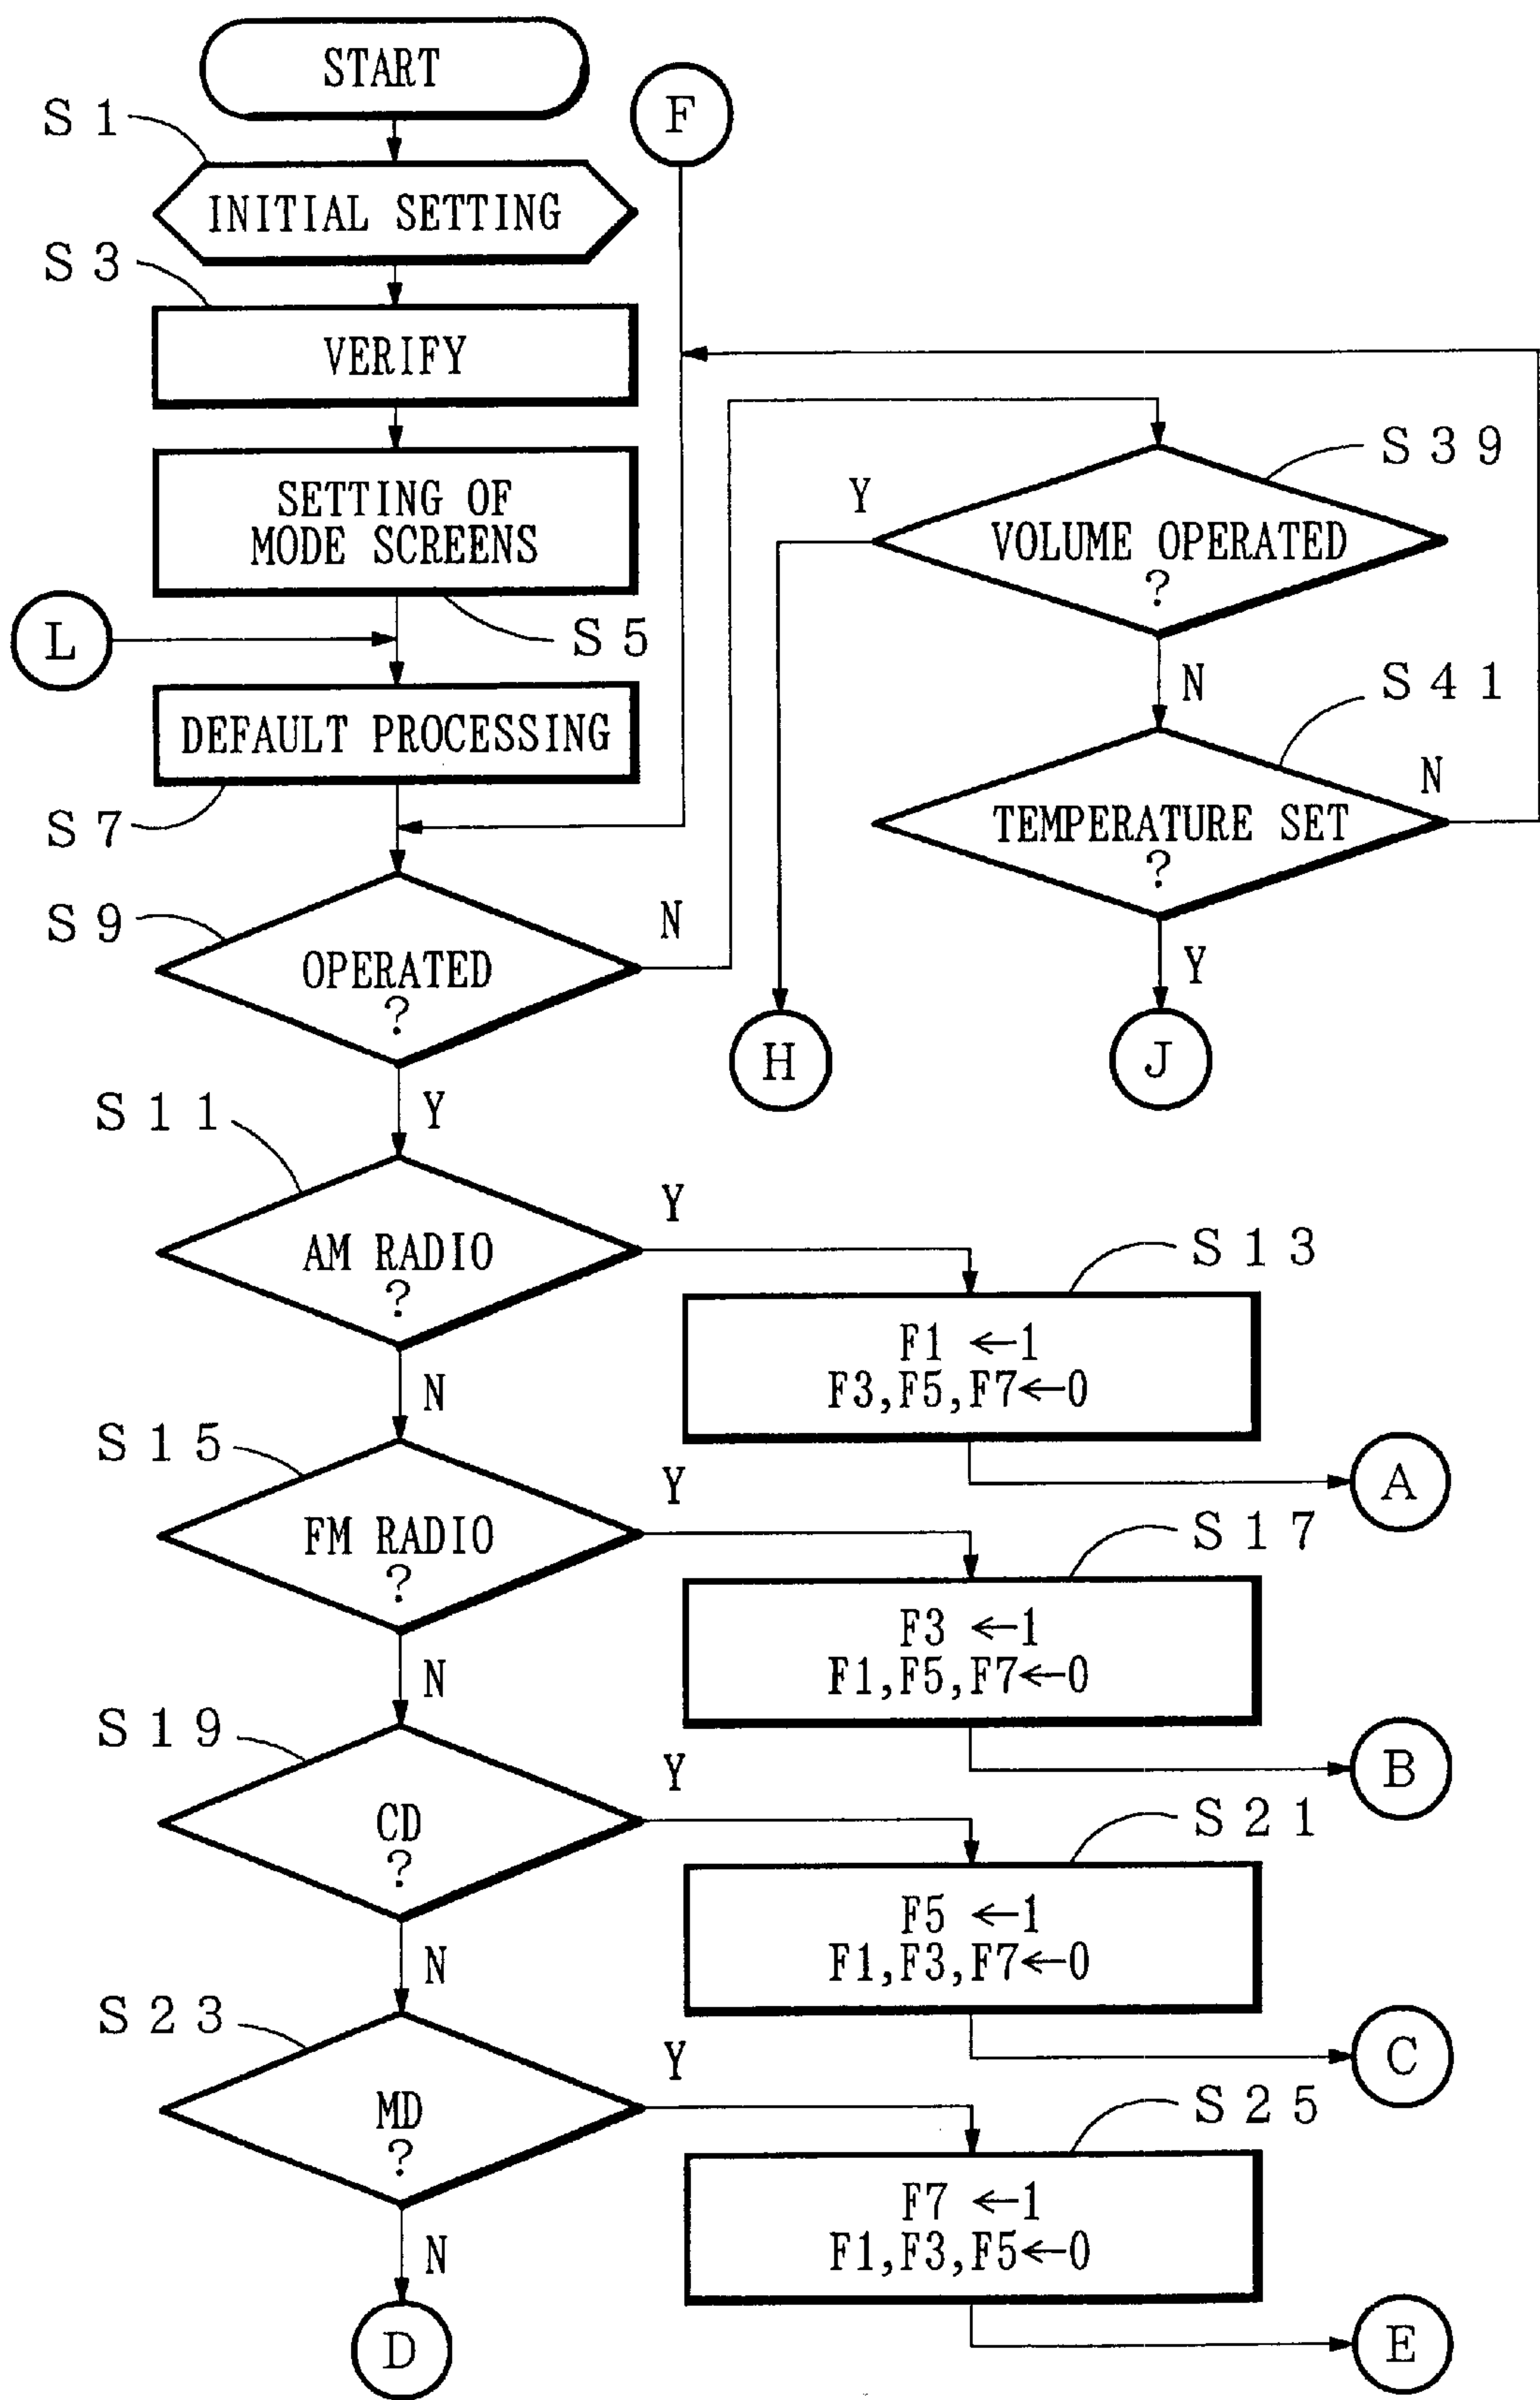 START
F
S1
INITIAL SETTING
S3
VERIFY
SETTING OF
MODE SCREENS
S5
L
DEFAULT PROCESSING
S7
S39
Y
VOLUME OPERATED
?
N
S41
TEMPERATURE SET
?
N
Y
S9
OPERATED
?
N
H
J
Y
S11
AM RADIO
?
Y
S13
F1 ←1
F3,F5,F7←0
A
N
S15
FM RADIO
?
Y
S17
F3 ←1
F1,F5,F7←0
B
N
S19
CD
?
Y
S21
F5 ←1
F1,F3,F7←0
C
N
S23
MD
?
Y
S25
F7 ←1
F1,F3,F5←0
E
N
D